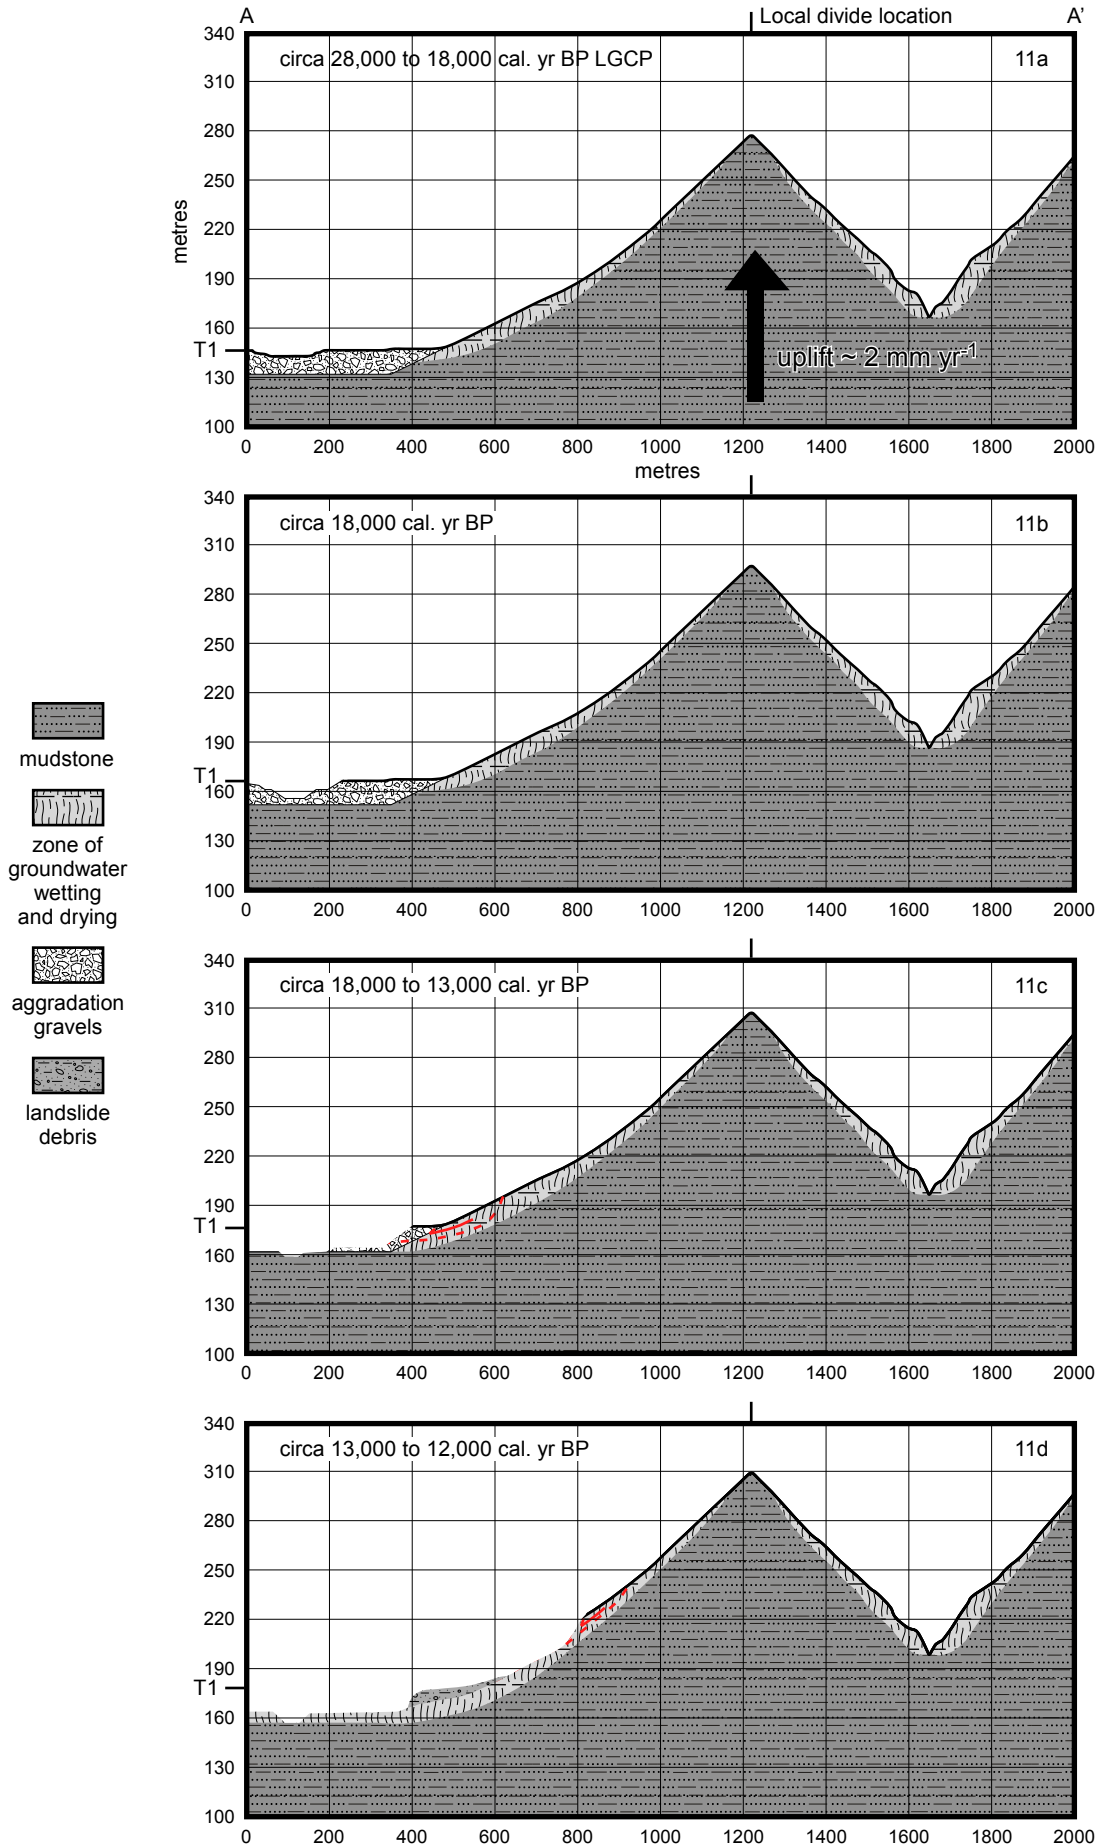 A
Local divide location
A’
340
circa 28,000 to 18,000 cal. yr BP LGCP
11a
310
280
250
220
metres
190
160
T1
130
100
uplift ~ 2 mm yr-1
0 200 400 600 800 1000 1200 1400 1600 1800 2000
metres
340
circa 18,000 cal. yr BP
11b
310
280
250
220
190
T1
160
130
100
0 200 400 600 800 1000 1200 1400 1600 1800 2000
mudstone
zone of
groundwater
wetting
and drying
aggradation
gravels
landslide
debris
340
circa 18,000 to 13,000 cal. yr BP
11c
310
280
250
220
190
T1
160
130
100
0 200 400 600 800 1000 1200 1400 1600 1800 2000
340
circa 13,000 to 12,000 cal. yr BP
11d
310
280
250
220
190
T1
160
130
100
0 200 400 600 800 1000 1200 1400 1600 1800 2000